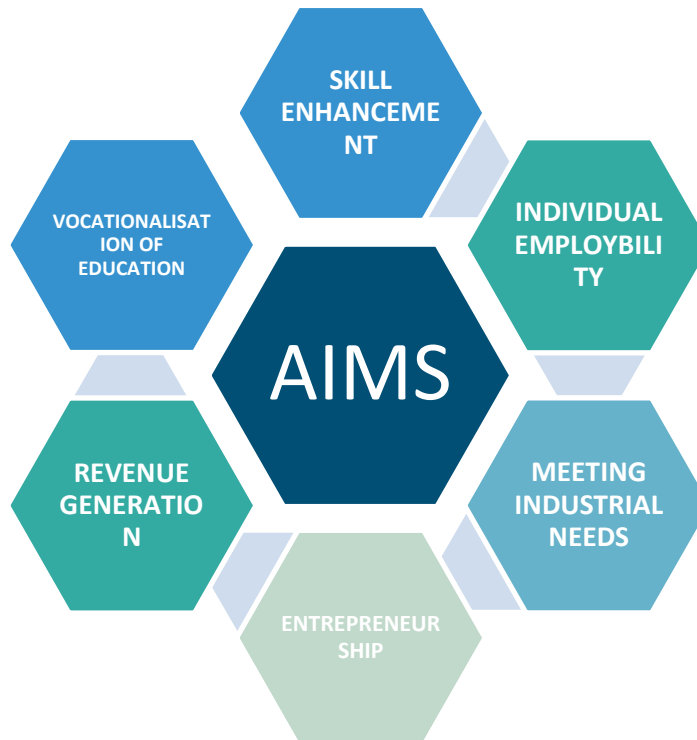 SKILL
ENHANCEME
NT
INDIVIDUAL
EMPLOYBILI
TY
MEETING
INDUSTRIAL
NEEDS
ENTREPRENEUR
SHIP
REVENUE
GENERATIO
N
VOCATIONALISAT
ION OF
EDUCATION
AIMS